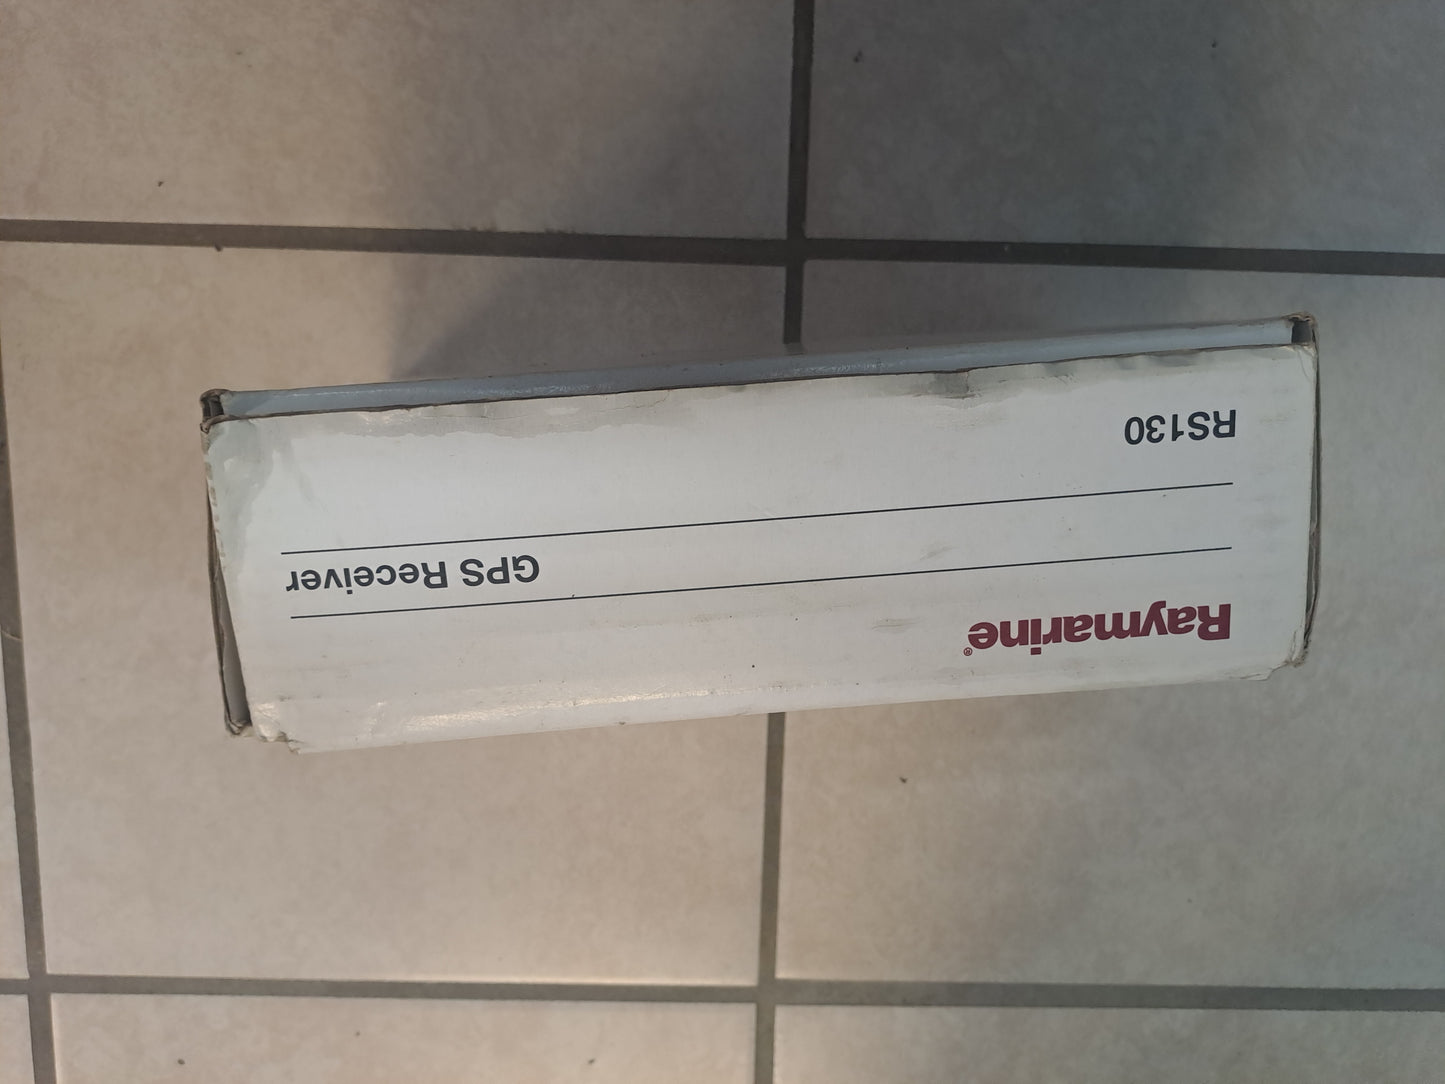 Raymarine®
GPS Receiver
RS130